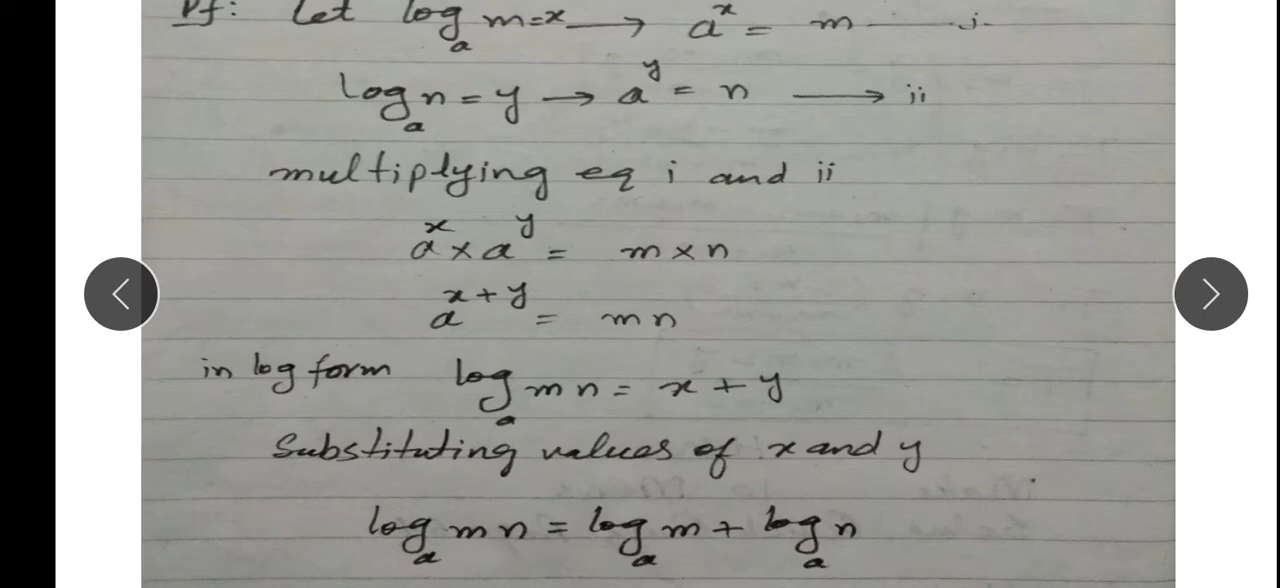 Pf: Let log_a m=x → a^x = m — i
log_a n = y → a^y = n → ii
multiplying eq i and ii
a^x × a^y = m × n
a^(x+y) = mn
in log form log_a mn = x + y
Substituting values of x and y
log_a mn = log_a m + log_a n